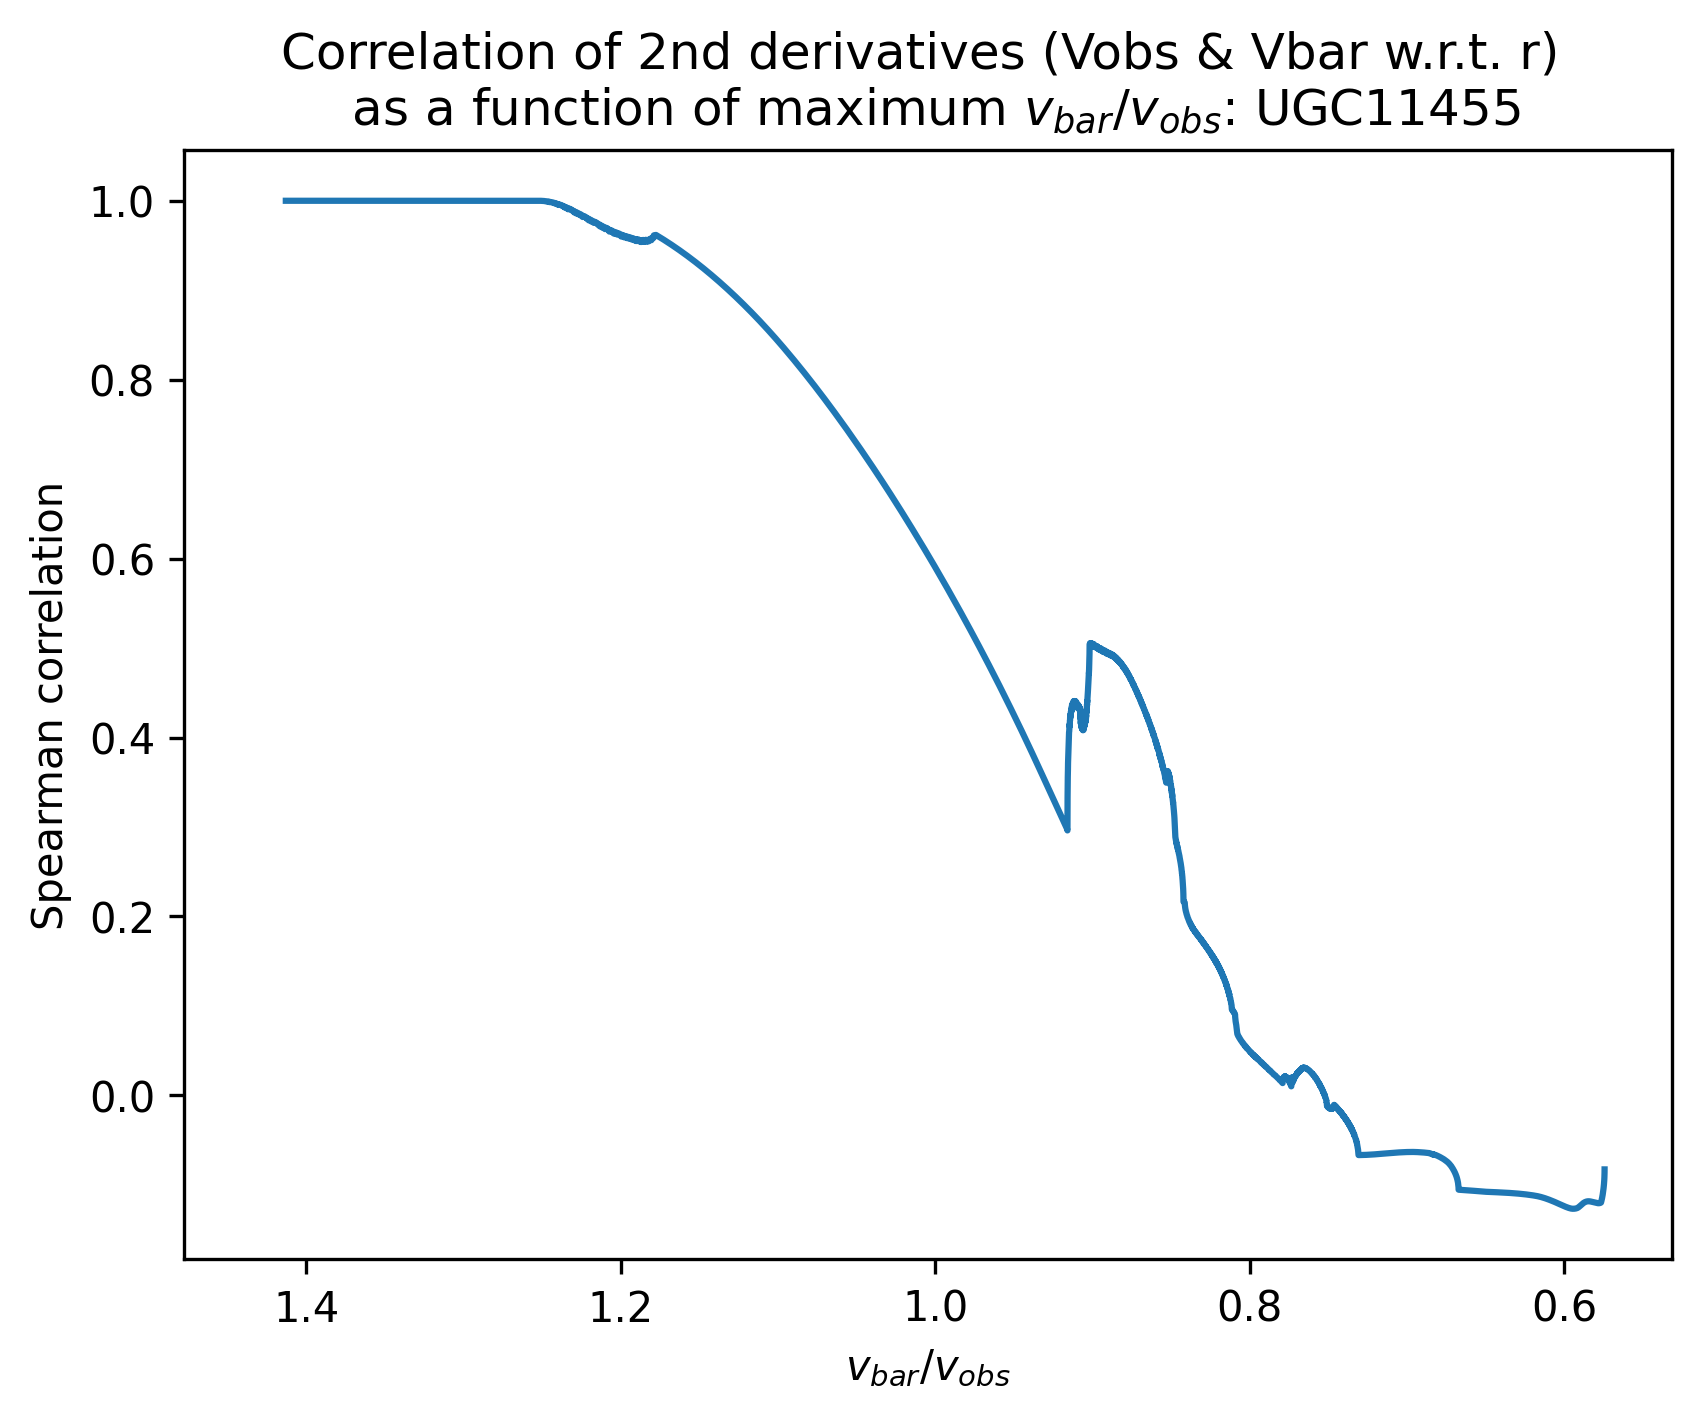 Correlation of 2nd derivatives (Vobs & Vbar w.r.t. r)
as a function of maximum v_bar/v_obs: UGC11455
1.0
0.8
0.6
0.4
0.2
0.0
Spearman correlation
1.4 1.2 1.0 0.8 0.6
v_bar/v_obs